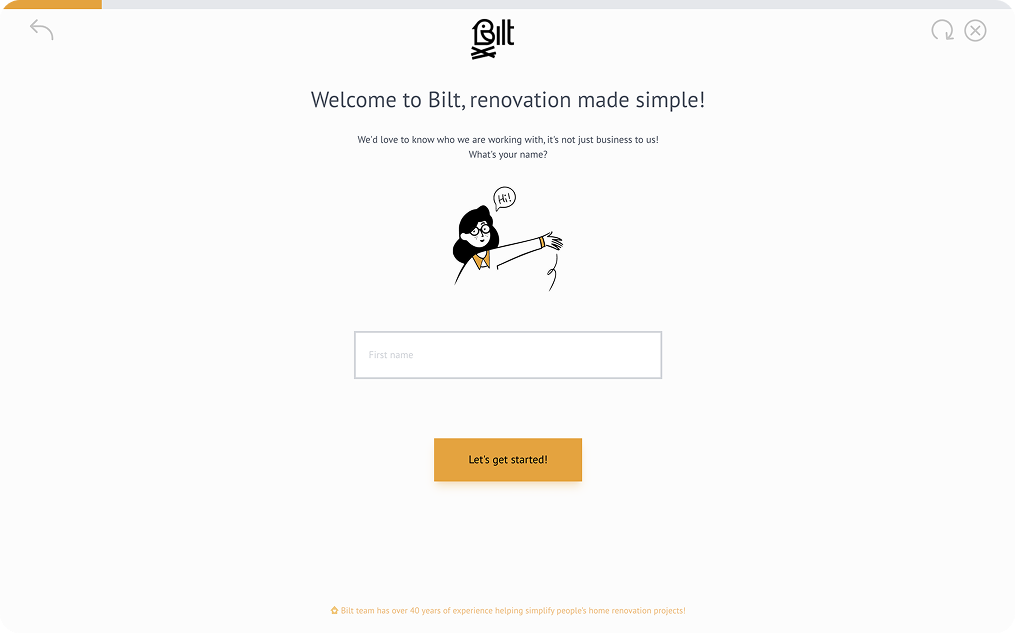 Bilt
Welcome to Bilt, renovation made simple!
We'd love to know who we are working with, it's not just business to us!
What's your name?
Hi!
First name
Let's get started!
Bilt team has over 40 years of experience helping simplify people's home renovation projects!